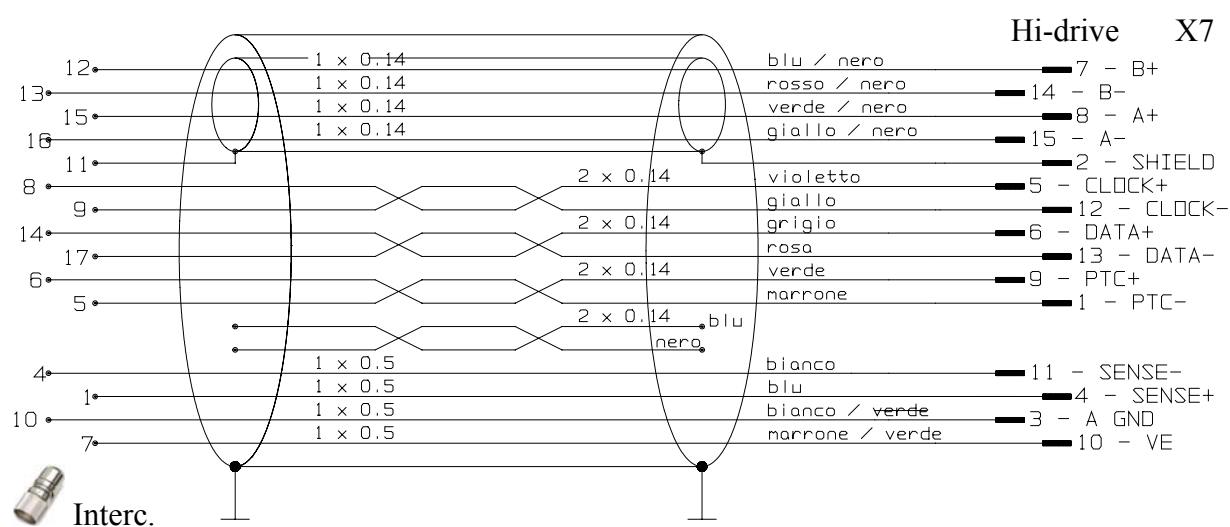 Hi-drive X7
12 1 x 0.14 blu / nero 7 - B+
13 1 x 0.14 rosso / nero 14 - B-
15 1 x 0.14 verde / nero 8 - A+
16 1 x 0.14 giallo / nero 15 - A-
11 2 - SHIELD
8 2 x 0.14 violetto 5 - CLOCK+
9 giallo 12 - CLOCK-
14 2 x 0.14 grigio 6 - DATA+
17 rosa 13 - DATA-
6 2 x 0.14 verde 9 - PTC+
5 marrone 1 - PTC-
2 x 0.14 blu
nero
4 1 x 0.5 bianco 11 - SENSE-
1 1 x 0.5 blu 4 - SENSE+
10 1 x 0.5 bianco / verde 3 - A GND
7 1 x 0.5 marrone / verde 10 - VE
Interc.